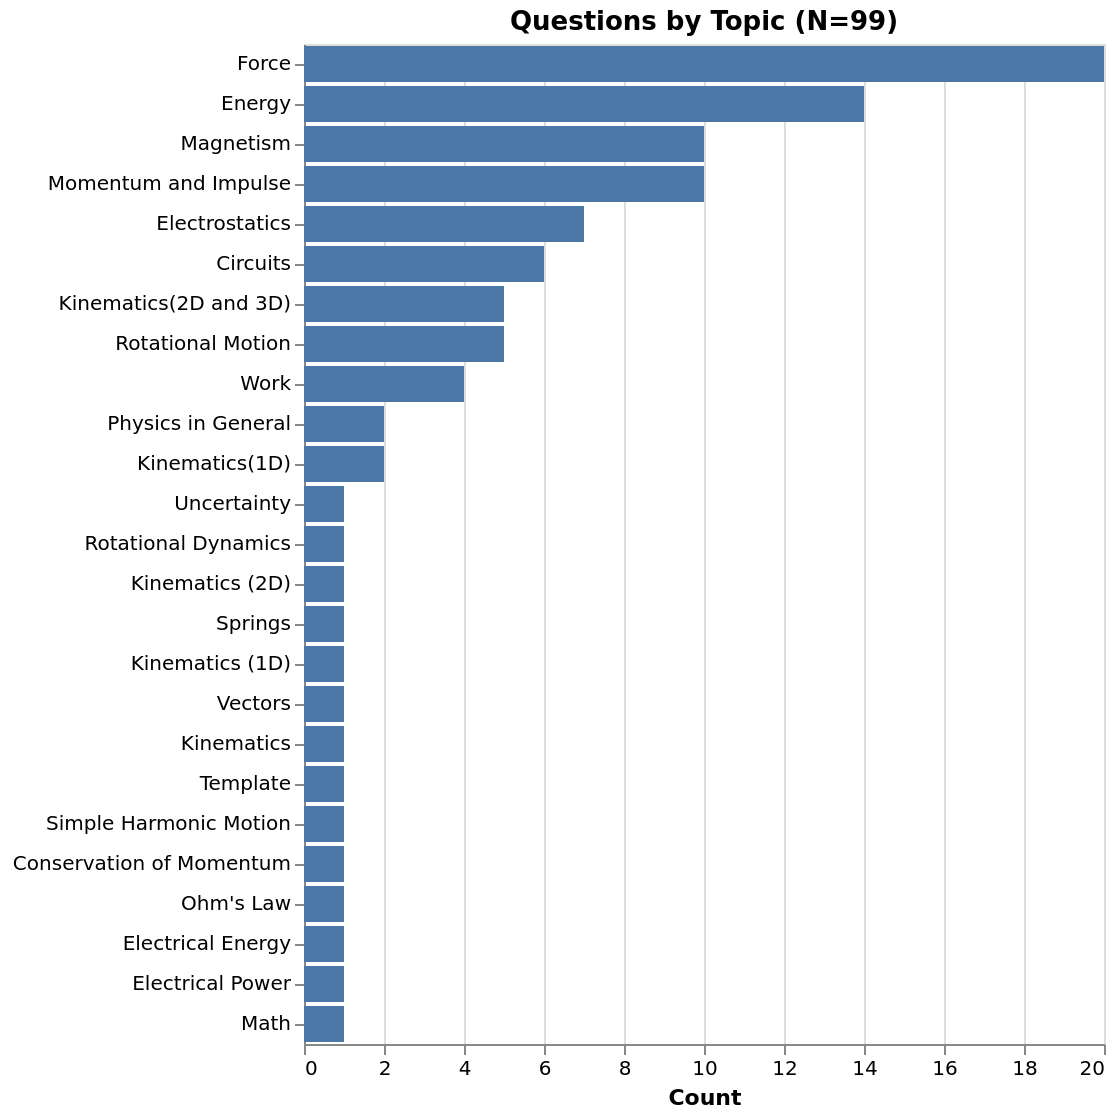 Questions by Topic (N=99)
Force
Energy
Magnetism
Momentum and Impulse
Electrostatics
Circuits
Kinematics(2D and 3D)
Rotational Motion
Work
Physics in General
Kinematics(1D)
Uncertainty
Rotational Dynamics
Kinematics (2D)
Springs
Kinematics (1D)
Vectors
Kinematics
Template
Simple Harmonic Motion
Conservation of Momentum
Ohm's Law
Electrical Energy
Electrical Power
Math
0 2 4 6 8 10 12 14 16 18 20
Count